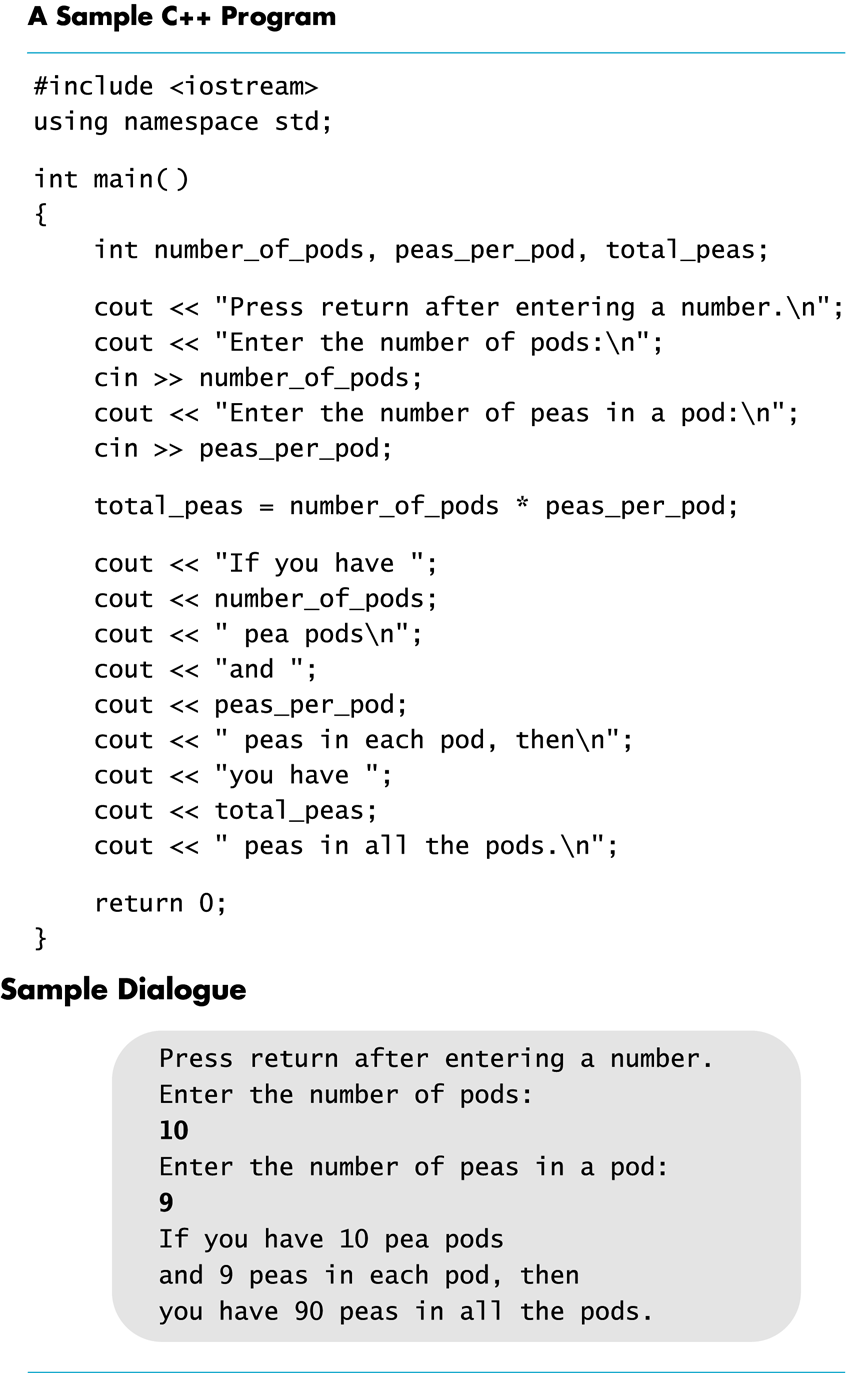 A Sample C++ Program
#include <iostream>
using namespace std;
int main( )
{
int number_of_pods, peas_per_pod, total_peas;
cout << "Press return after entering a number.\n";
cout << "Enter the number of pods:\n";
cin >> number_of_pods;
cout << "Enter the number of peas in a pod:\n";
cin >> peas_per_pod;
total_peas = number_of_pods * peas_per_pod;
cout << "If you have ";
cout << number_of_pods;
cout << " pea pods\n";
cout << "and ";
cout << peas_per_pod;
cout << " peas in each pod, then\n";
cout << "you have ";
cout << total_peas;
cout << " peas in all the pods.\n";
return 0;
}
Sample Dialogue
Press return after entering a number.
Enter the number of pods:
10
Enter the number of peas in a pod:
9
If you have 10 pea pods
and 9 peas in each pod, then
you have 90 peas in all the pods.